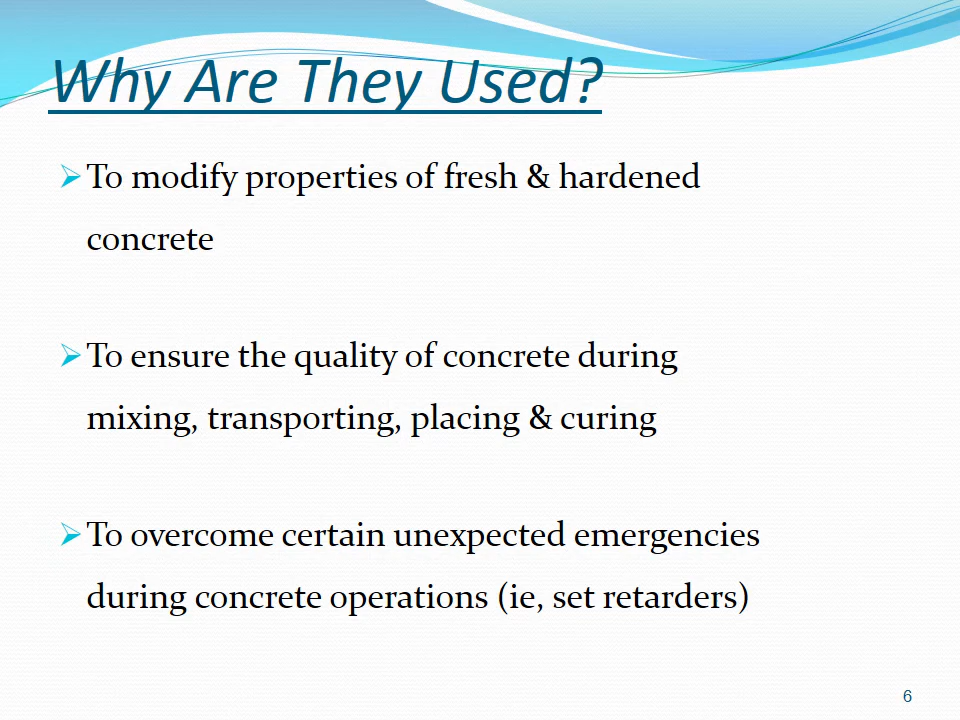 Why Are They Used?
To modify properties of fresh & hardened
concrete
To ensure the quality of concrete during
mixing, transporting, placing & curing
To overcome certain unexpected emergencies
during concrete operations (ie, set retarders)
6